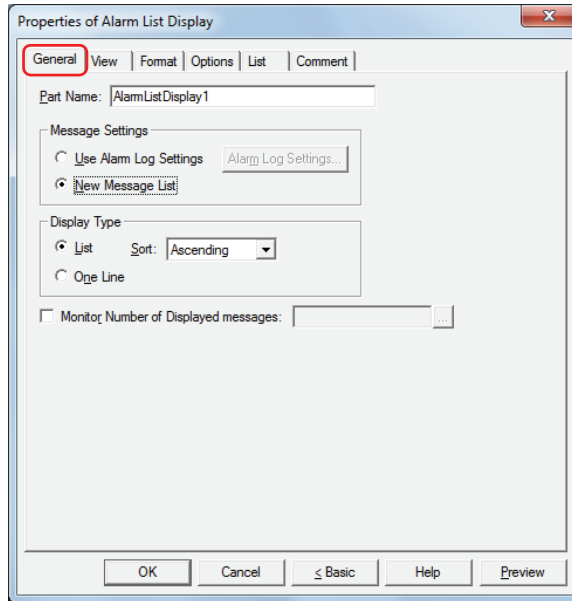 Properties of Alarm List Display
General View Format Options List Comment
Part Name: AlarmListDisplay1
Message Settings
Use Alarm Log Settings Alarm Log Settings...
New Message List
Display Type
List Sort: Ascending
One Line
Monitor Number of Displayed messages: ...
OK Cancel < Basic Help Preview